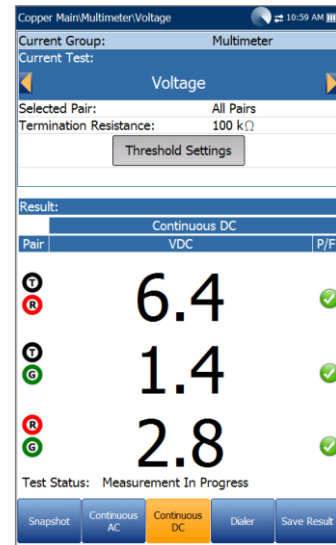 Copper Main\Multimeter\Voltage 10:59 AM
Current Group: Multimeter
Current Test:
Voltage
Selected Pair: All Pairs
Termination Resistance: 100 kΩ
Threshold Settings
Result:
Continuous DC
Pair VDC P/F
T
R
6.4
T
G
1.4
R
G
2.8
Test Status: Measurement In Progress
Snapshot Continuous AC Continuous DC Dialer Save Result